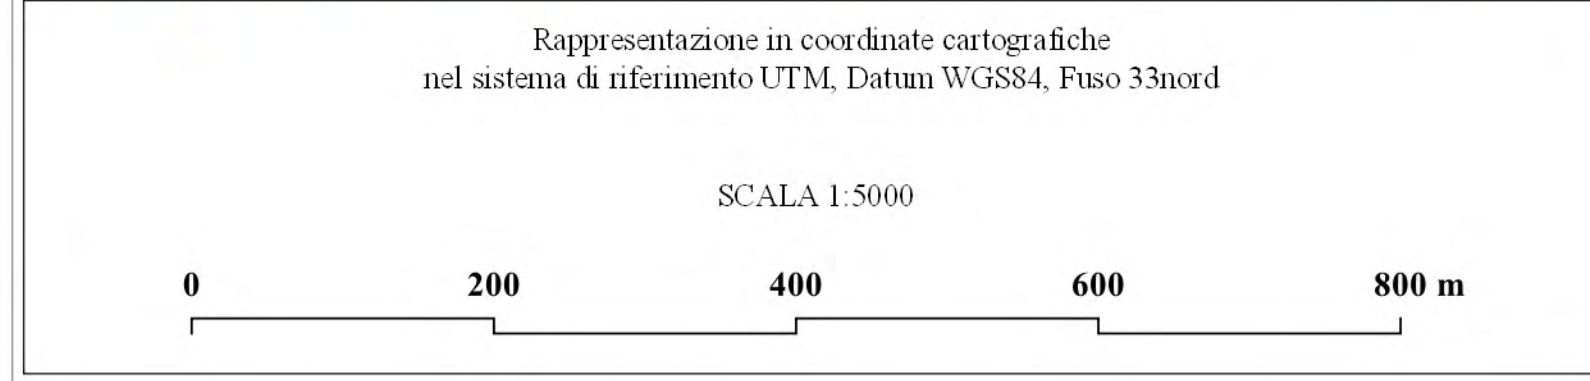 Rappresentazione in coordinate cartografiche
nel sistema di riferimento UTM, Datum WGS84, Fuso 33nord
SCALA 1:5000
0 200 400 600 800 m